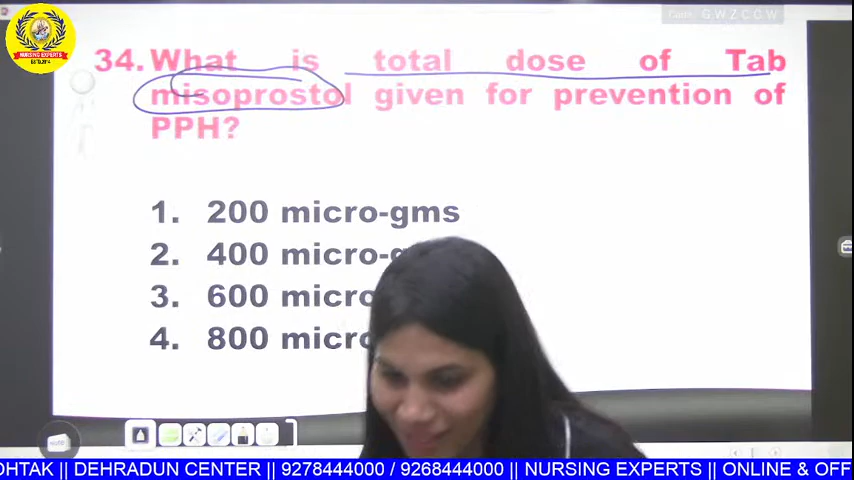 Com: G W Z C C W
NURSING EXPERTS
34. What is total dose of Tab
misoprostol given for prevention of
PPH?
1. 200 micro-gms
2. 400 micro-g
3. 600 micro
4. 800 micro
OHTAK || DEHRADUN CENTER || 9278444000 / 9268444000 || NURSING EXPERTS || ONLINE & OFF